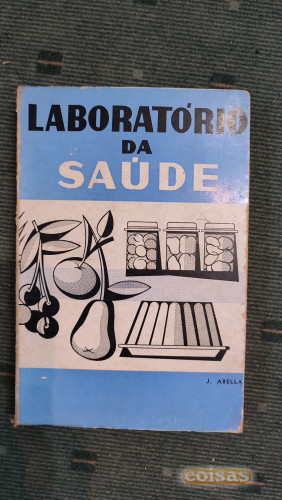 LABORATÓRIO
DA
SAÚDE
J. ABELLA
coisas